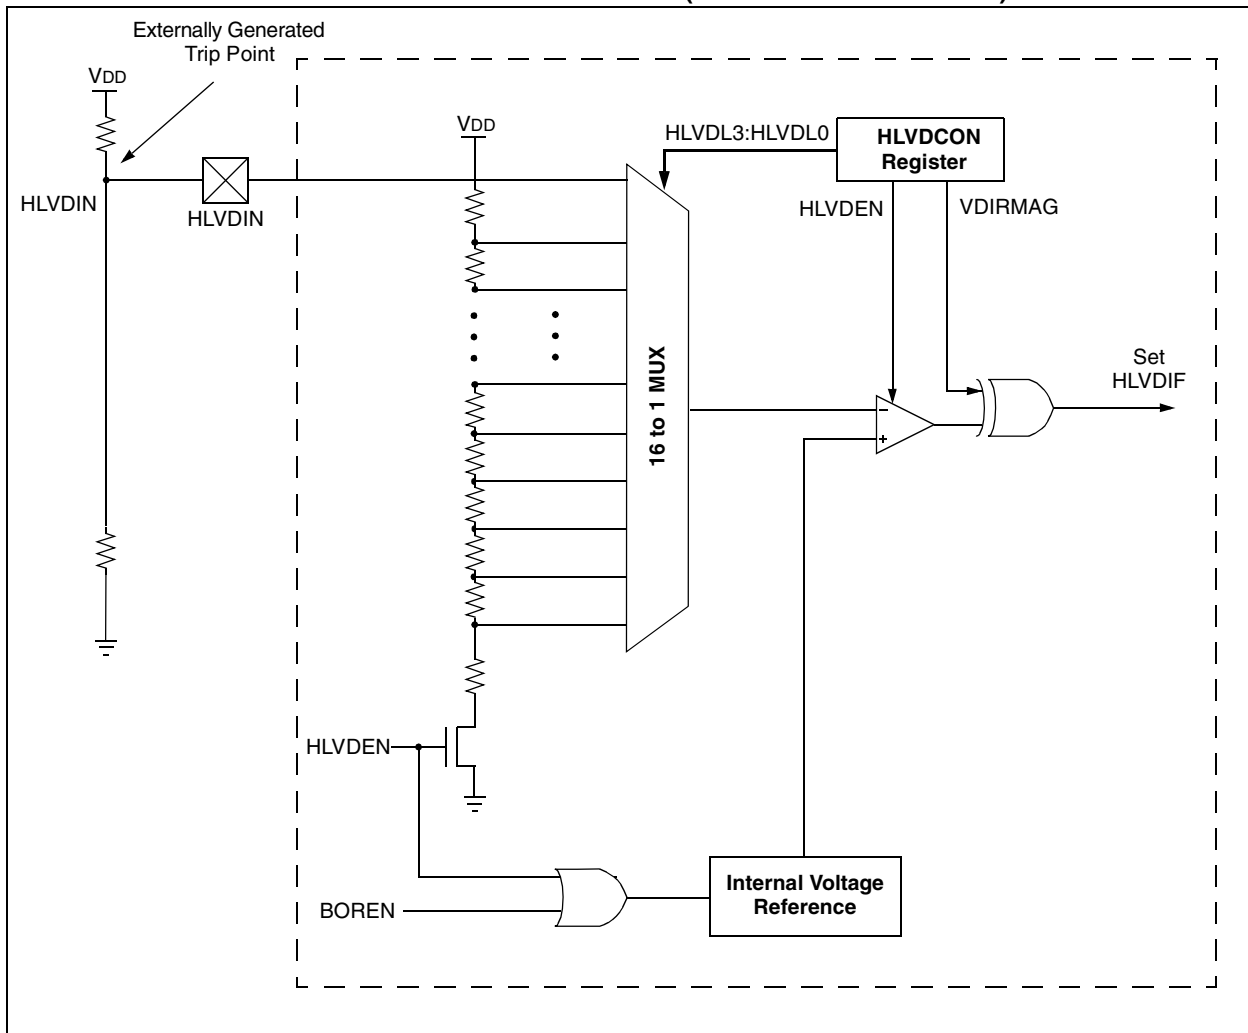 Externally Generated
Trip Point
VDD
VDD
HLVDIN
HLVDIN
HLVDL3:HLVDL0
HLVDCON
Register
HLVDEN
VDIRMAG
16 to 1 MUX
–
+
Set
HLVDIF
HLVDEN
BOREN
Internal Voltage
Reference